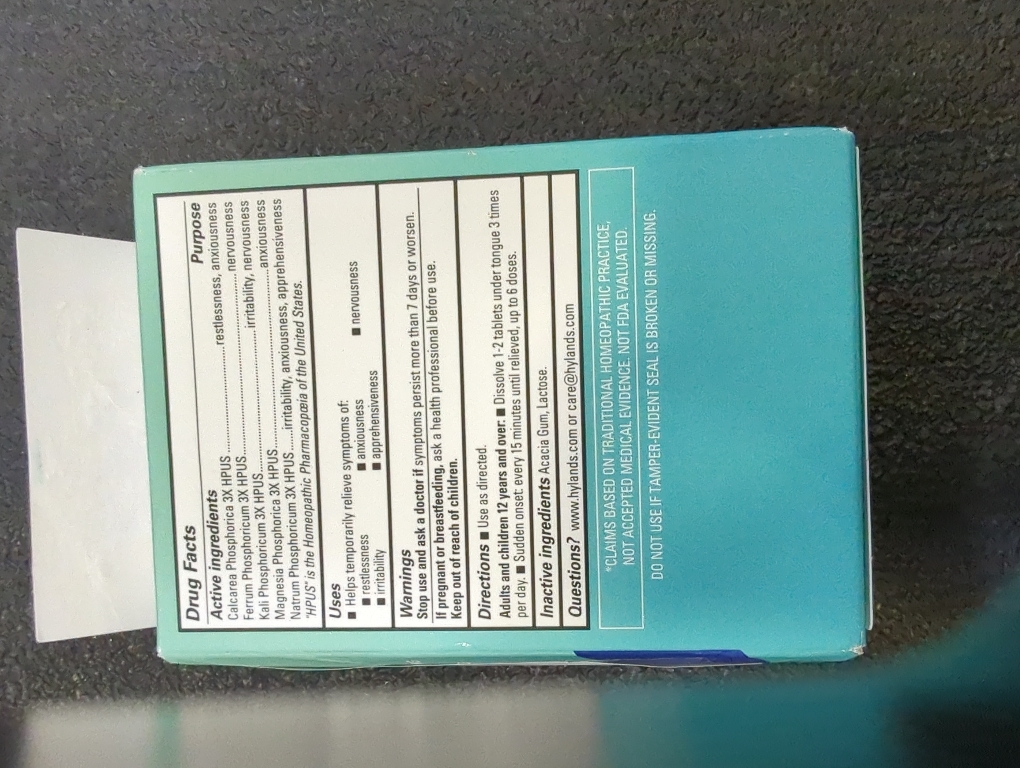 Drug Facts
Active ingredients Purpose
Calcarea Phosphorica 3X HPUS..............................restlessness, anxiousness
Ferrum Phosphoricum 3X HPUS..............................nervousness
Kali Phosphoricum 3X HPUS..............................irritability, nervousness
Magnesia Phosphorica 3X HPUS..............................anxiousness
Natrum Phosphoricum 3X HPUS........irritability, anxiousness, apprehensiveness
"HPUS" is the Homeopathic Pharmacopœia of the United States.
Uses
■ Helps temporarily relieve symptoms of:
■ restlessness ■ anxiousness ■ nervousness
■ irritability ■ apprehensiveness
Warnings
Stop use and ask a doctor if symptoms persist more than 7 days or worsen.
If pregnant or breastfeeding, ask a health professional before use.
Keep out of reach of children.
Directions ■ Use as directed.
Adults and children 12 years and over: ■ Dissolve 1-2 tablets under tongue 3 times
per day. ■ Sudden onset: every 15 minutes until relieved, up to 6 doses.
Inactive ingredients Acacia Gum, Lactose.
Questions? www.hylands.com or care@hylands.com
*CLAIMS BASED ON TRADITIONAL HOMEOPATHIC PRACTICE,
NOT ACCEPTED MEDICAL EVIDENCE. NOT FDA EVALUATED.
DO NOT USE IF TAMPER-EVIDENT SEAL IS BROKEN OR MISSING.